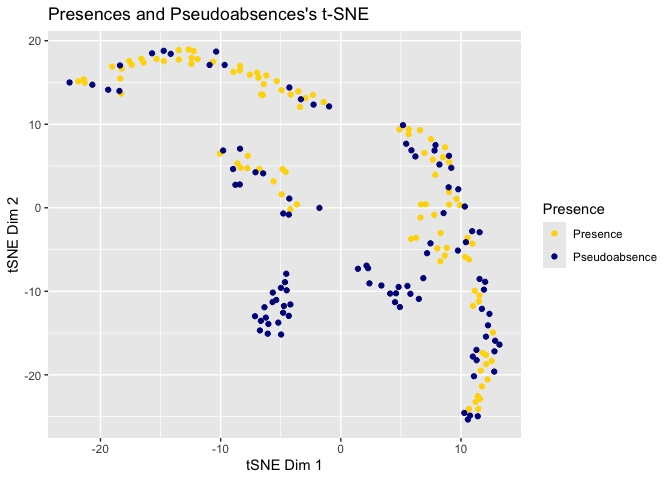 Presences and Pseudoabsences's t-SNE
20
10
0
-10
-20
tSNE Dim 2
-20
-10
0
10
tSNE Dim 1
Presence
Presence
Pseudoabsence